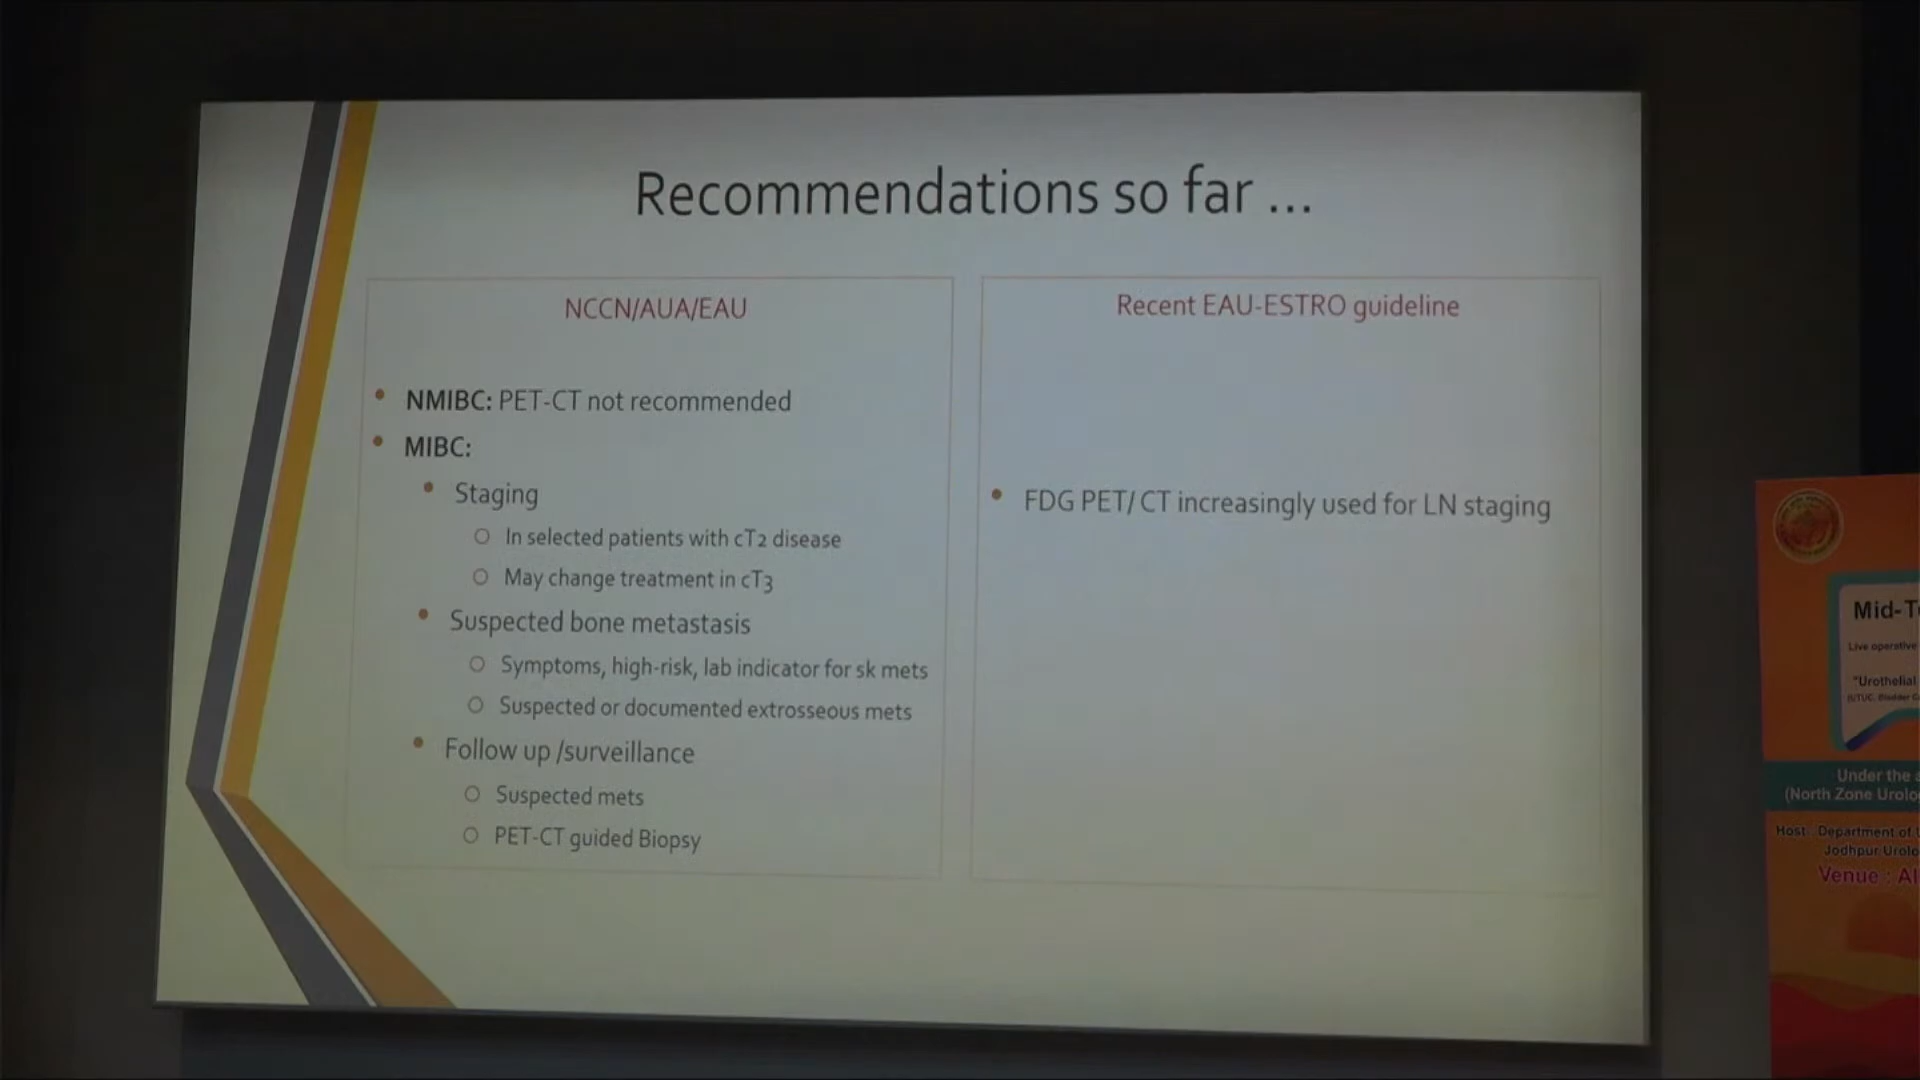 Recommendations so far ...
NCCN/AUA/EAU
• NMIBC: PET-CT not recommended
• MIBC:
• Staging
○ In selected patients with cT2 disease
○ May change treatment in cT3
• Suspected bone metastasis
○ Symptoms, high-risk, lab indicator for sk mets
○ Suspected or documented extrosseous mets
• Follow up /surveillance
○ Suspected mets
○ PET-CT guided Biopsy
Recent EAU-ESTRO guideline
• FDG PET/ CT increasingly used for LN staging
Mid-T
Live operative
"Urothelial
Under the
(North Zone Urolo
Host : Department of
Jodhpur Urolo
Venue : AI